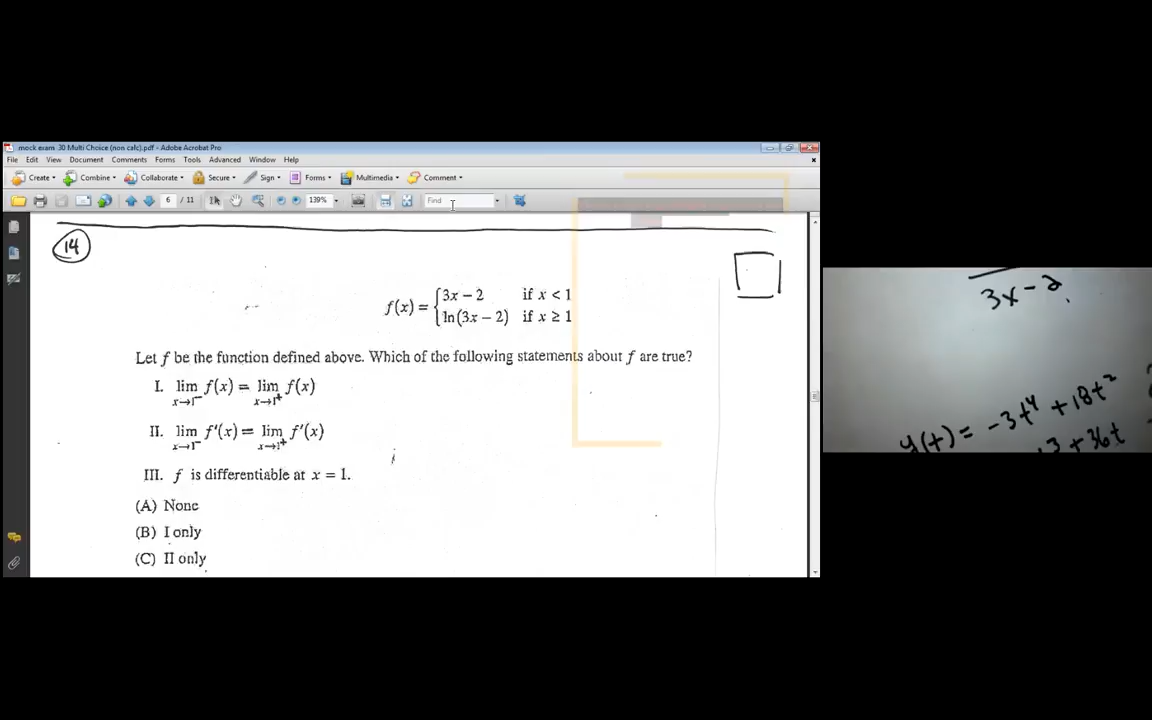 mock exam 30 Multi Choice (non calc).pdf - Adobe Acrobat Pro
File Edit View Document Comments Forms Tools Advanced Window Help
Create Combine Collaborate Secure Sign Forms Multimedia Comment
6 / 11 139% Find
14
f(x) = { 3x − 2 if x < 1
ln(3x − 2) if x ≥ 1
Let f be the function defined above. Which of the following statements about f are true?
I. lim x→1⁻ f(x) = lim x→1⁺ f(x)
II. lim x→1⁻ f′(x) = lim x→1⁺ f′(x)
III. f is differentiable at x = 1.
(A) None
(B) I only
(C) II only
3x − 2
y(t) = −3t⁴ + 18t²
3 + 36t